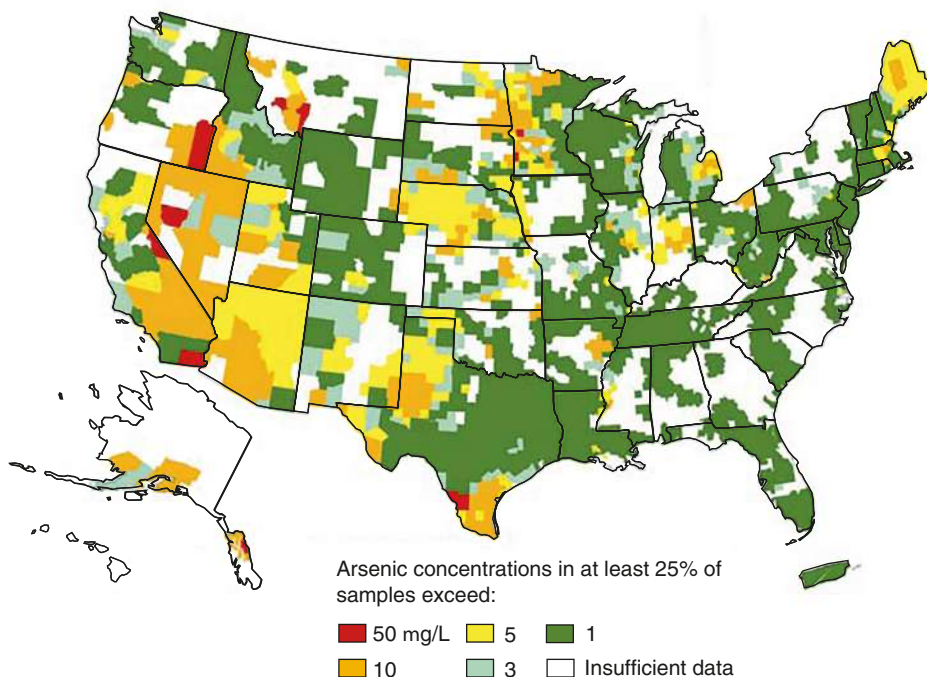 Arsenic concentrations in at least 25% of
samples exceed:
50 mg/L 5 1
10 3 Insufficient data